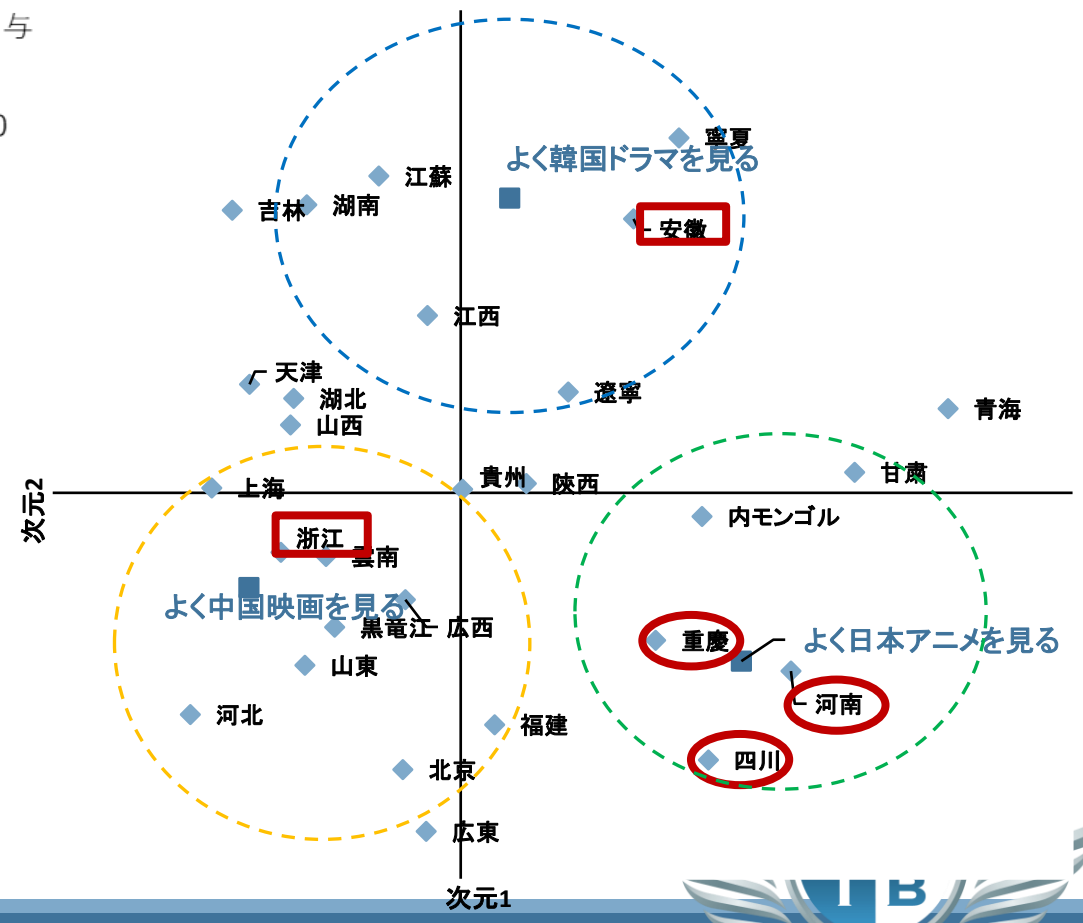 与
寧夏
よく韓国ドラマを見る
江蘇
吉林
湖南
安徽
江西
天津
湖北
山西
遼寧
青海
上海
貴州
陝西
甘粛
次元2
内モンゴル
浙江
雲南
よく中国映画を見る
黒竜江
広西
重慶
よく日本アニメを見る
山東
河南
河北
福建
四川
北京
広東
次元1
B